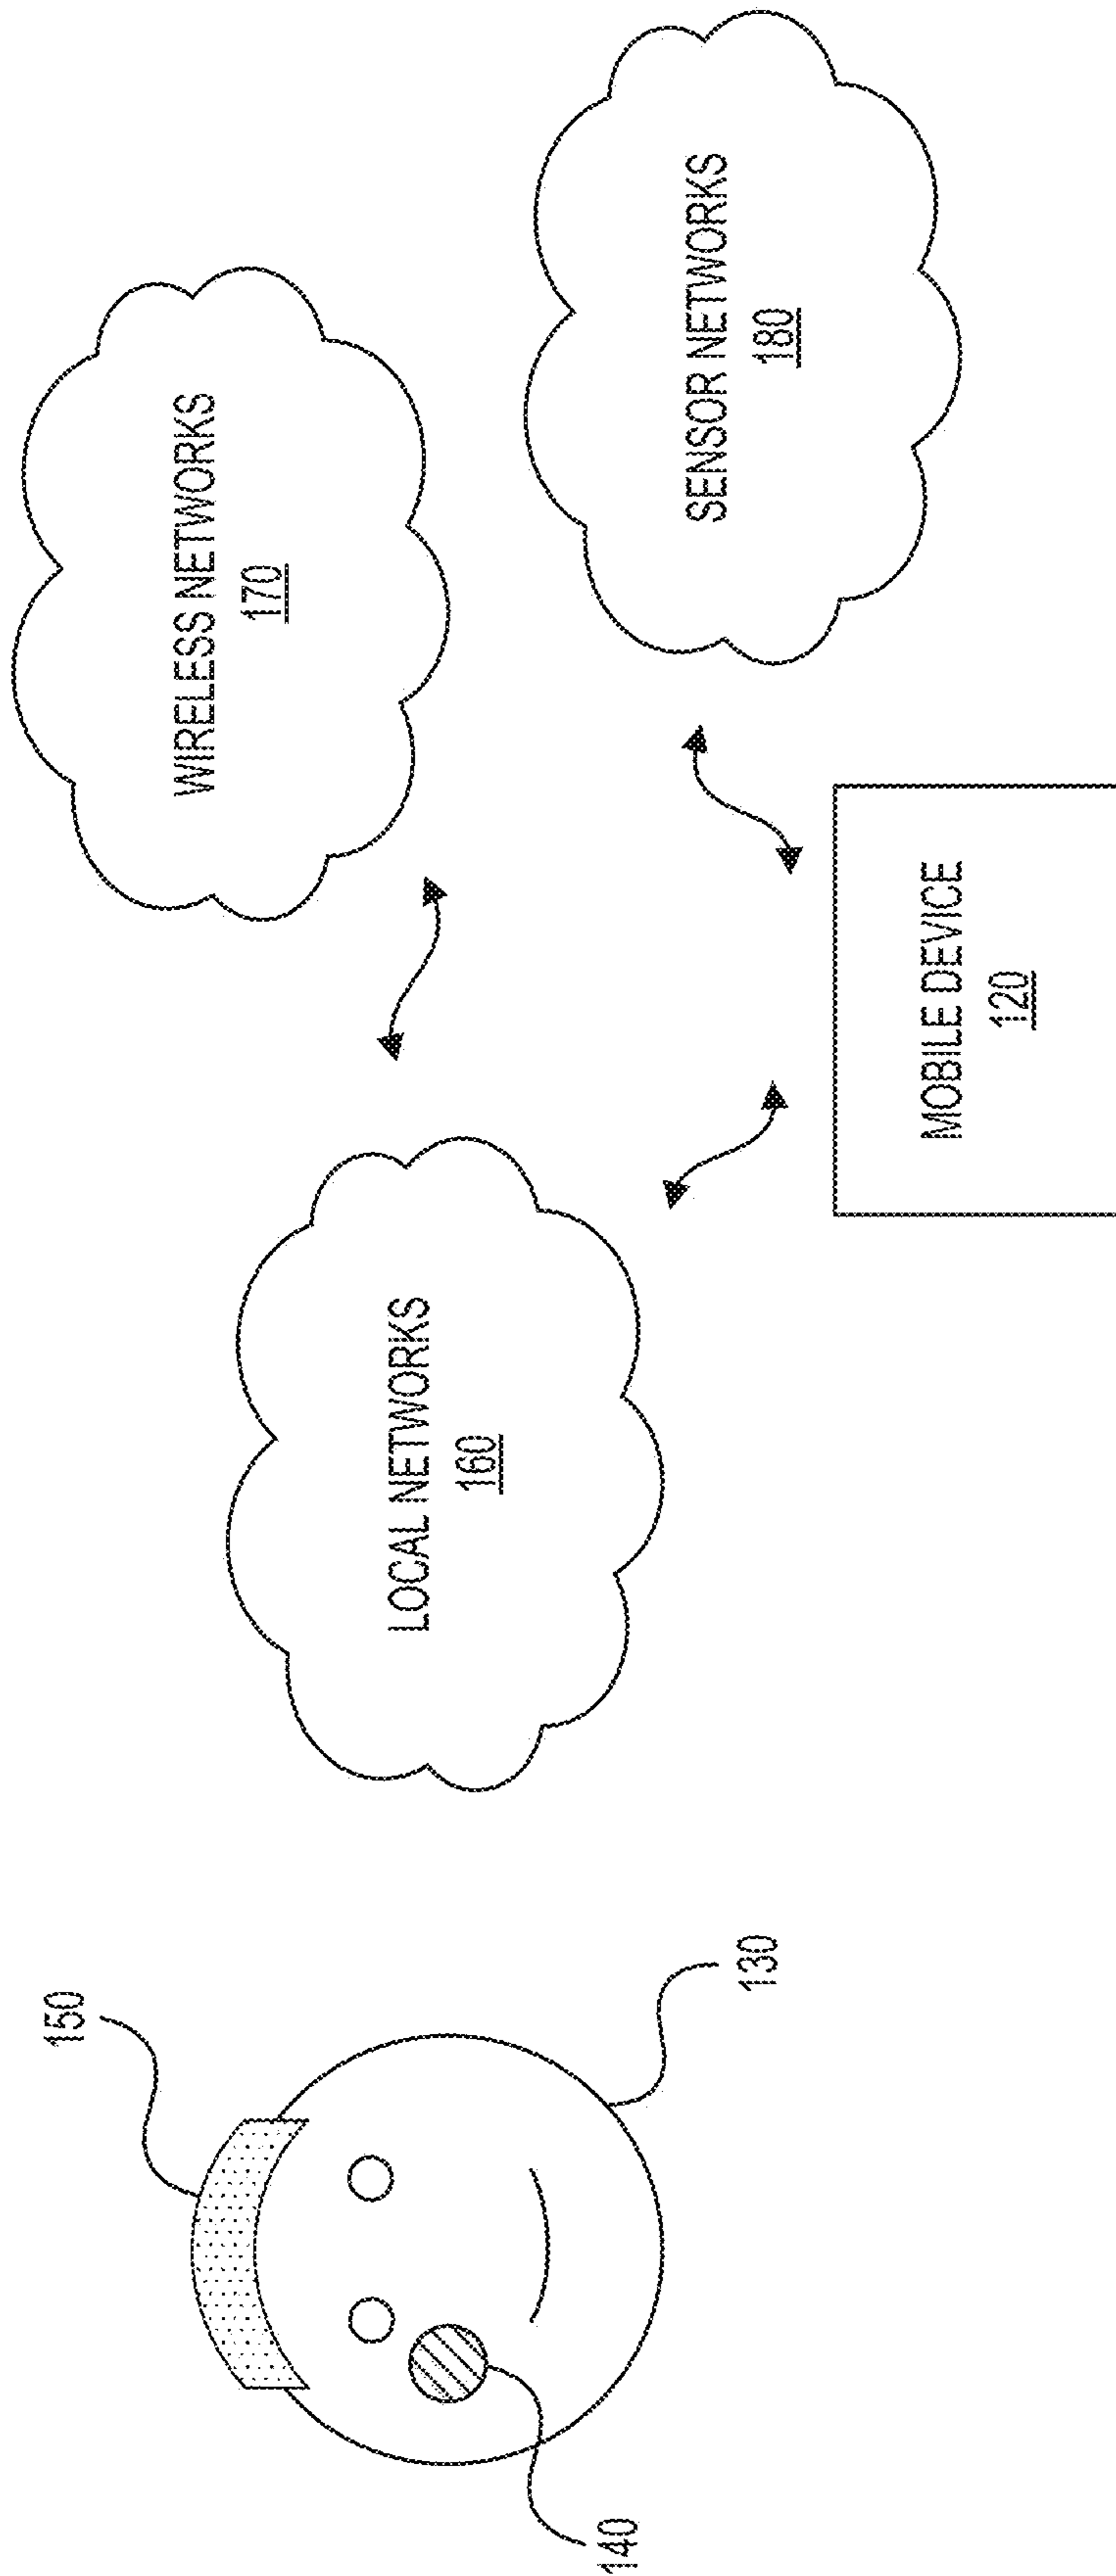 150
140
130
LOCAL NETWORKS
160
WIRELESS NETWORKS
170
MOBILE DEVICE
120
SENSOR NETWORKS
180